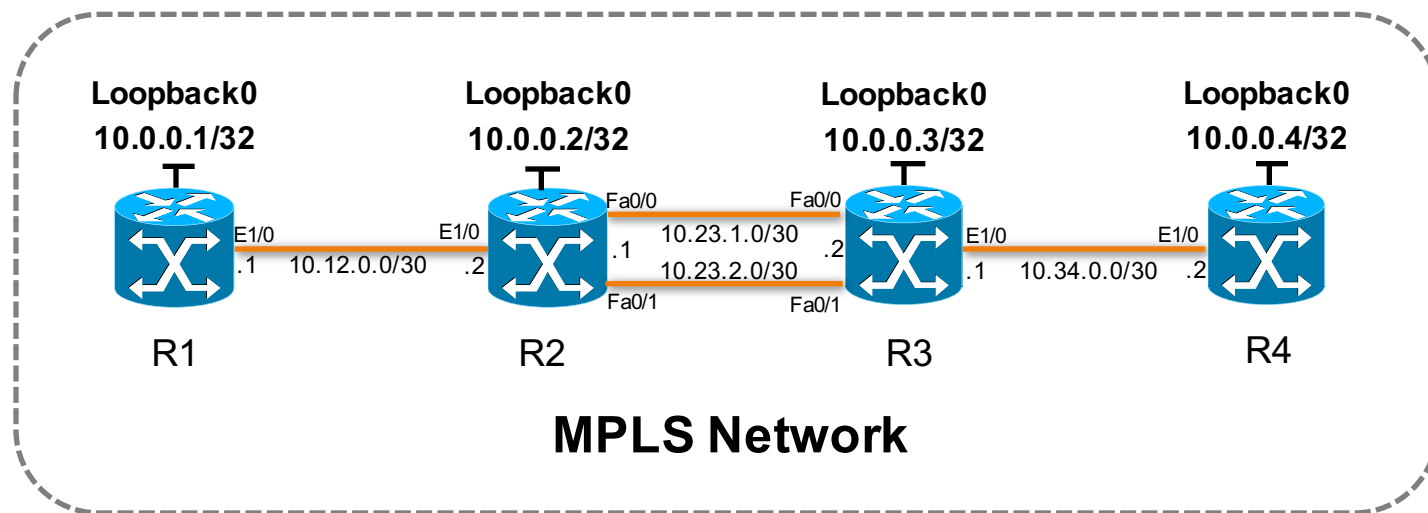 Loopback0
10.0.0.1/32
Loopback0
10.0.0.2/32
Loopback0
10.0.0.3/32
Loopback0
10.0.0.4/32
E1/0
.1
10.12.0.0/30
E1/0
.2
Fa0/0
Fa0/0
10.23.1.0/30
.1
.2
10.23.2.0/30
Fa0/1
Fa0/1
E1/0
.1
10.34.0.0/30
E1/0
.2
R1
R2
R3
R4
MPLS Network